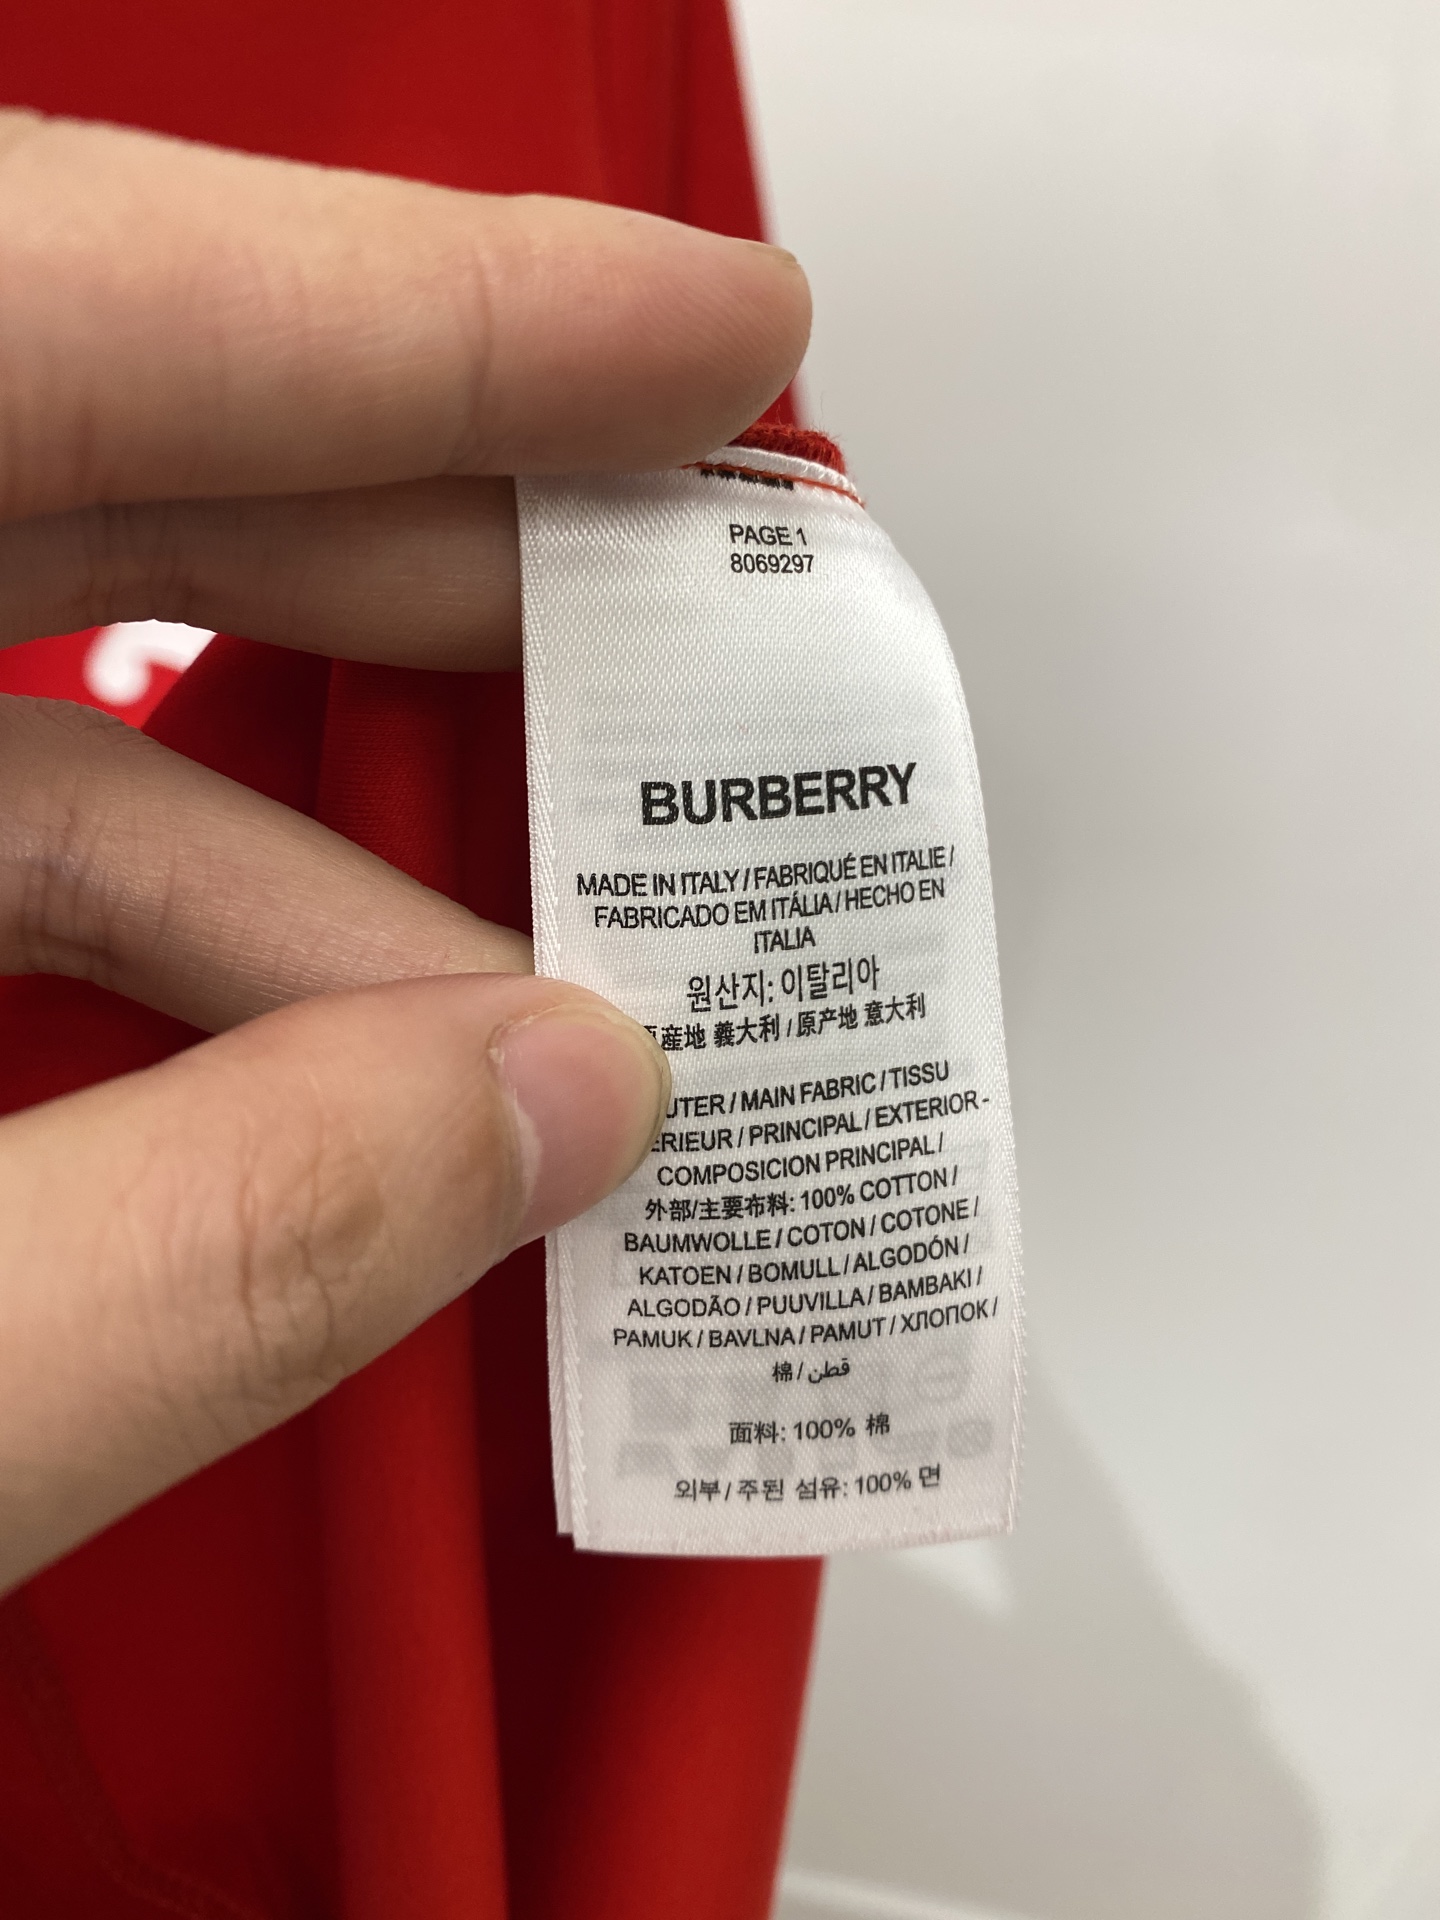 PAGE 1
8069297
BURBERRY
MADE IN ITALY / FABRIQUÉ EN ITALIE /
FABRICADO EM ITÁLIA / HECHO EN
ITALIA
원산지: 이탈리아
産地 義大利 / 原产地 意大利
/ MAIN FABRIC / TISSU
/ PRINCIPAL / EXTERIOR -
COMPOSICION PRINCIPAL /
外部/主要布料: 100% COTTON /
BAUMWOLLE / COTON / COTONE /
KATOEN / BOMULL / ALGODÓN /
ALGODÃO / PUUVILLA / BAMBAKI /
PAMUK / BAVLNA / PAMUT / ХЛОПОК /
棉 / قطن
面料: 100% 棉
외부 / 주된 섬유: 100% 면